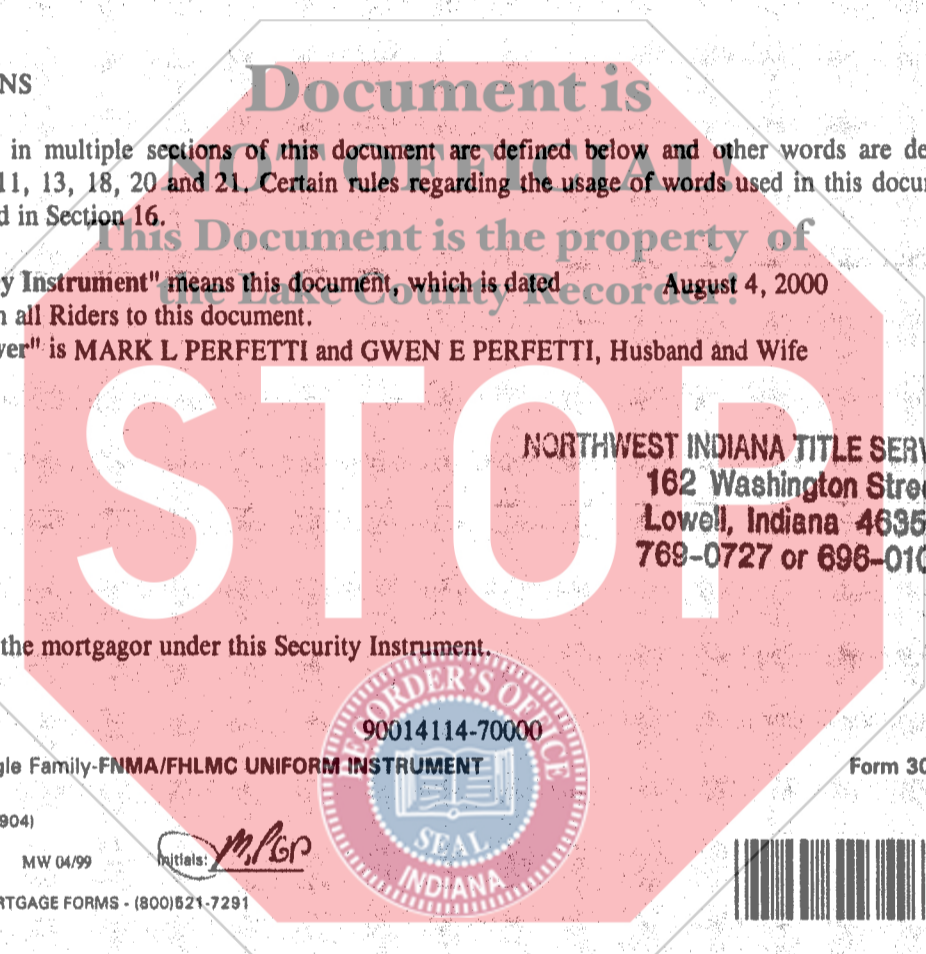 NS
Document is
in multiple sections of this document are defined below and other words are de
NOT OFFICIAL!
11, 13, 18, 20 and 21. Certain rules regarding the usage of words used in this docu
d in Section 16.
This Document is the property of
y Instrument" means this document, which is dated August 4, 2000
the Lake County Recorder!
n all Riders to this document.
ver" is MARK L PERFETTI and GWEN E PERFETTI, Husband and Wife
STOP
NORTHWEST INDIANA TITLE SERV
162 Washington Stree
Lowell, Indiana 4635
769-0727 or 696-010
the mortgagor under this Security Instrument.
RECORDER'S OFFICE
90014114-70000
gle Family-FNMA/FHLMC UNIFORM INSTRUMENT
Form 30
904)
SEAL
MW 04/99
Initials:
INDIANA
RTGAGE FORMS - (800)521-7291